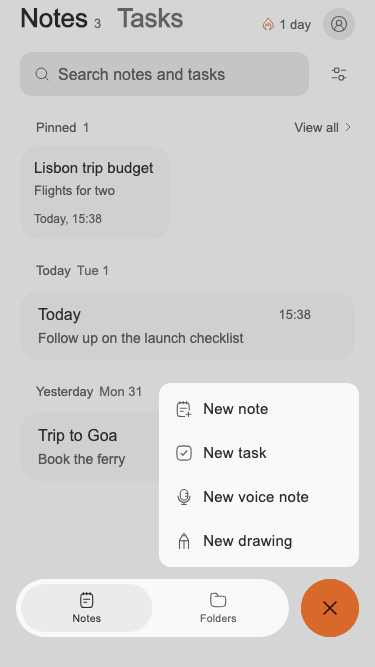 Notes 3 Tasks 1 day
Search notes and tasks
Pinned 1 View all
Lisbon trip budget
Flights for two
Today, 15:38
Today Tue 1
Today 15:38
Follow up on the launch checklist
Yesterday Mon 31
Trip to Goa
Book the ferry
New note
New task
New voice note
New drawing
Notes Folders